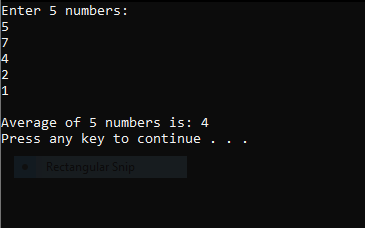 Enter 5 numbers:
5
7
4
2
1
Average of 5 numbers is: 4
Press any key to continue . . .
Rectangular Snip